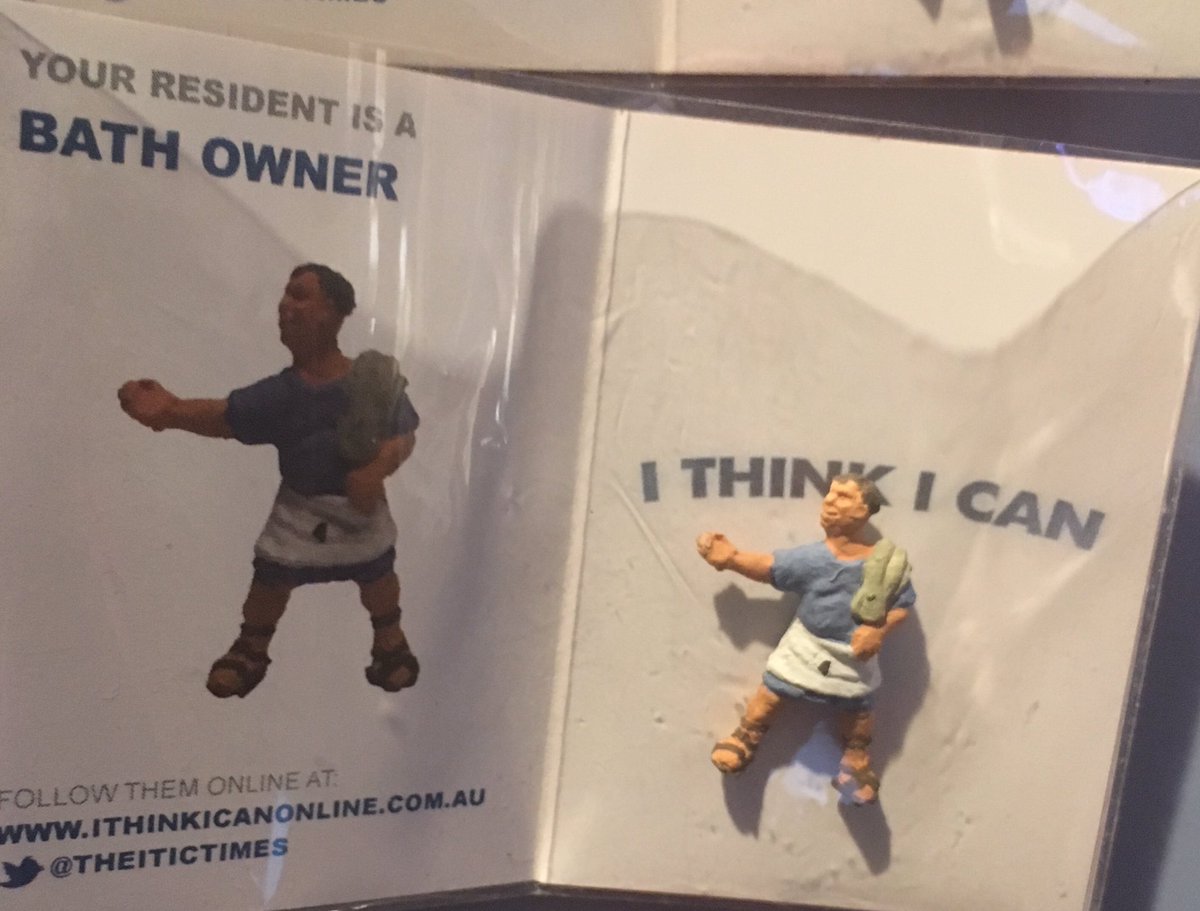 YOUR RESIDENT IS A
BATH OWNER
I THINK I CAN
FOLLOW THEM ONLINE AT:
WWW.ITHINKICANONLINE.COM.AU
@THEITICTIMES